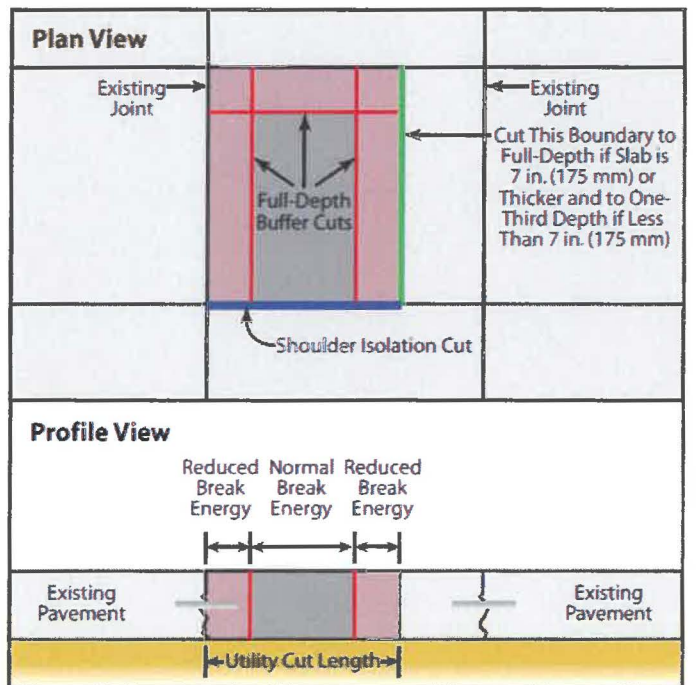 Plan View
Existing
Joint
Existing
Joint
Cut This Boundary to
Full-Depth if Slab is
7 in. (175 mm) or
Thicker and to One-
Third Depth if Less
Than 7 in. (175 mm)
Full-Depth
Buffer Cuts
Shoulder Isolation Cut
Profile View
Reduced
Break
Energy
Normal
Break
Energy
Reduced
Break
Energy
Existing
Pavement
Existing
Pavement
Utility Cut Length